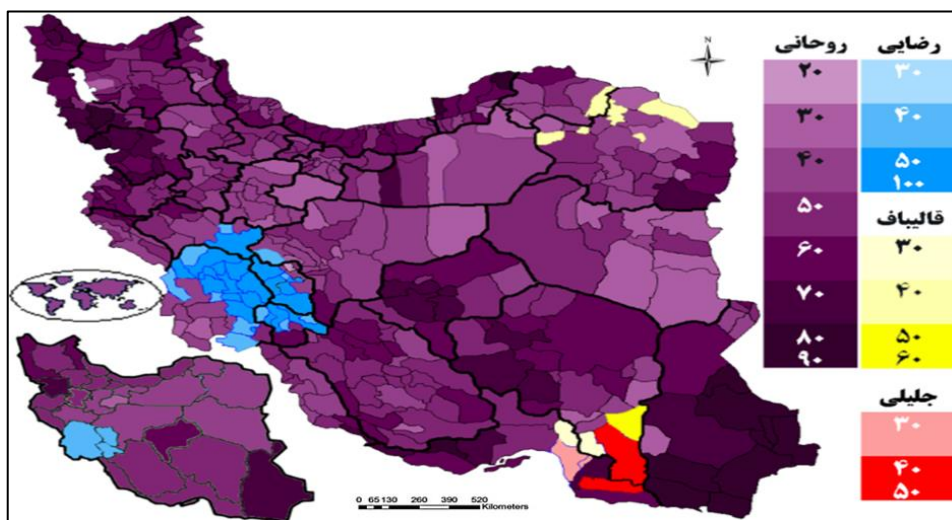 N
روحانی
۲۰
۳۰
۴۰
۵۰
۶۰
۷۰
۸۰
۹۰
رضایی
۳۰
۴۰
۵۰
۱۰۰
قالیباف
۳۰
۴۰
۵۰
۶۰
جلیلی
۳۰
۴۰
۵۰
0 65 130 260 390 520
Kilometers